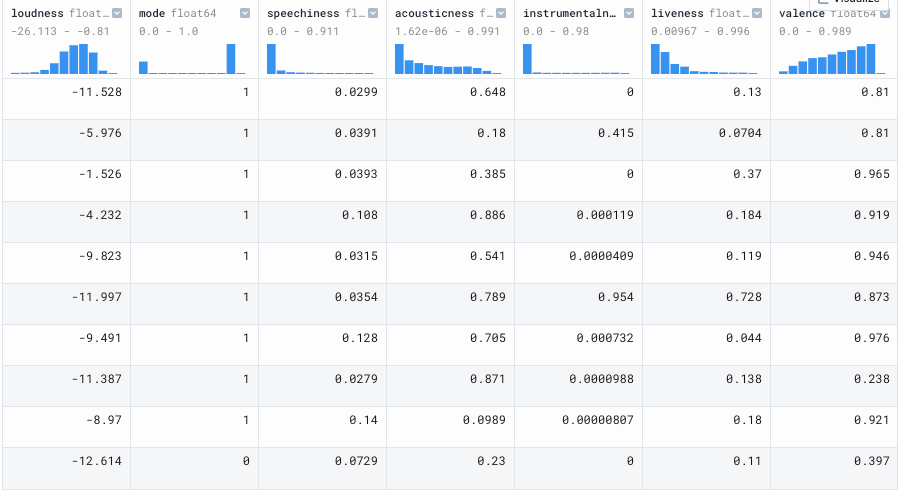 Visualize
loudness float… mode float64 speechiness fl… acousticness f… instrumentaln… liveness float… valence float64
-26.113 - -0.81 0.0 - 1.0 0.0 - 0.911 1.62e-06 - 0.991 0.0 - 0.98 0.00967 - 0.996 0.0 - 0.989
-11.528 1 0.0299 0.648 0 0.13 0.81
-5.976 1 0.0391 0.18 0.415 0.0704 0.81
-1.526 1 0.0393 0.385 0 0.37 0.965
-4.232 1 0.108 0.886 0.000119 0.184 0.919
-9.823 1 0.0315 0.541 0.0000409 0.119 0.946
-11.997 1 0.0354 0.789 0.954 0.728 0.873
-9.491 1 0.128 0.705 0.000732 0.044 0.976
-11.387 1 0.0279 0.871 0.0000988 0.138 0.238
-8.97 1 0.14 0.0989 0.00000807 0.18 0.921
-12.614 0 0.0729 0.23 0 0.11 0.397